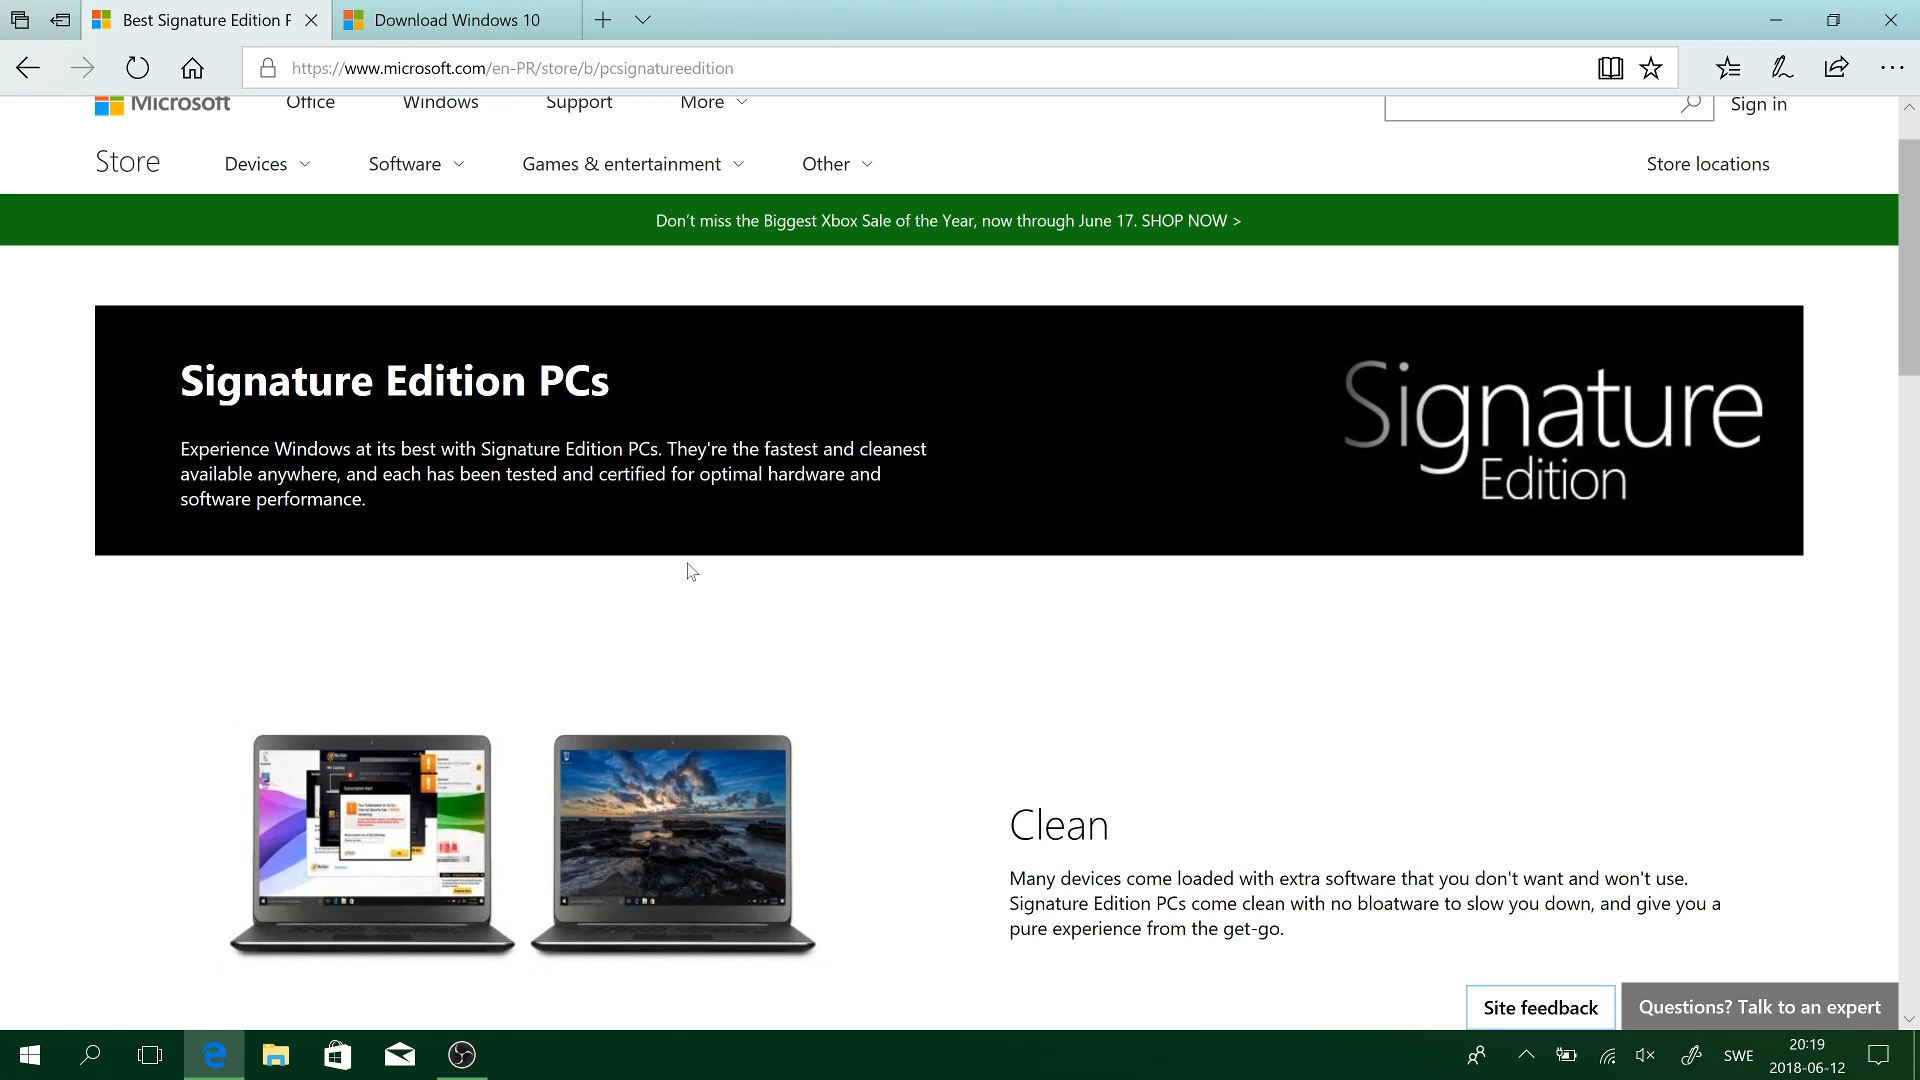 Best Signature Edition P
Download Windows 10
https://www.microsoft.com/en-PR/store/b/pcsignatureedition
Microsoft
Office
Windows
Support
More
Sign in
Store
Devices
Software
Games & entertainment
Other
Store locations
Don't miss the Biggest Xbox Sale of the Year, now through June 17. SHOP NOW >
Signature Edition PCs
Experience Windows at its best with Signature Edition PCs. They're the fastest and cleanest
available anywhere, and each has been tested and certified for optimal hardware and
software performance.
Signature
Edition
Clean
Many devices come loaded with extra software that you don't want and won't use.
Signature Edition PCs come clean with no bloatware to slow you down, and give you a
pure experience from the get-go.
Site feedback
Questions? Talk to an expert
SWE
20:19
2018-06-12